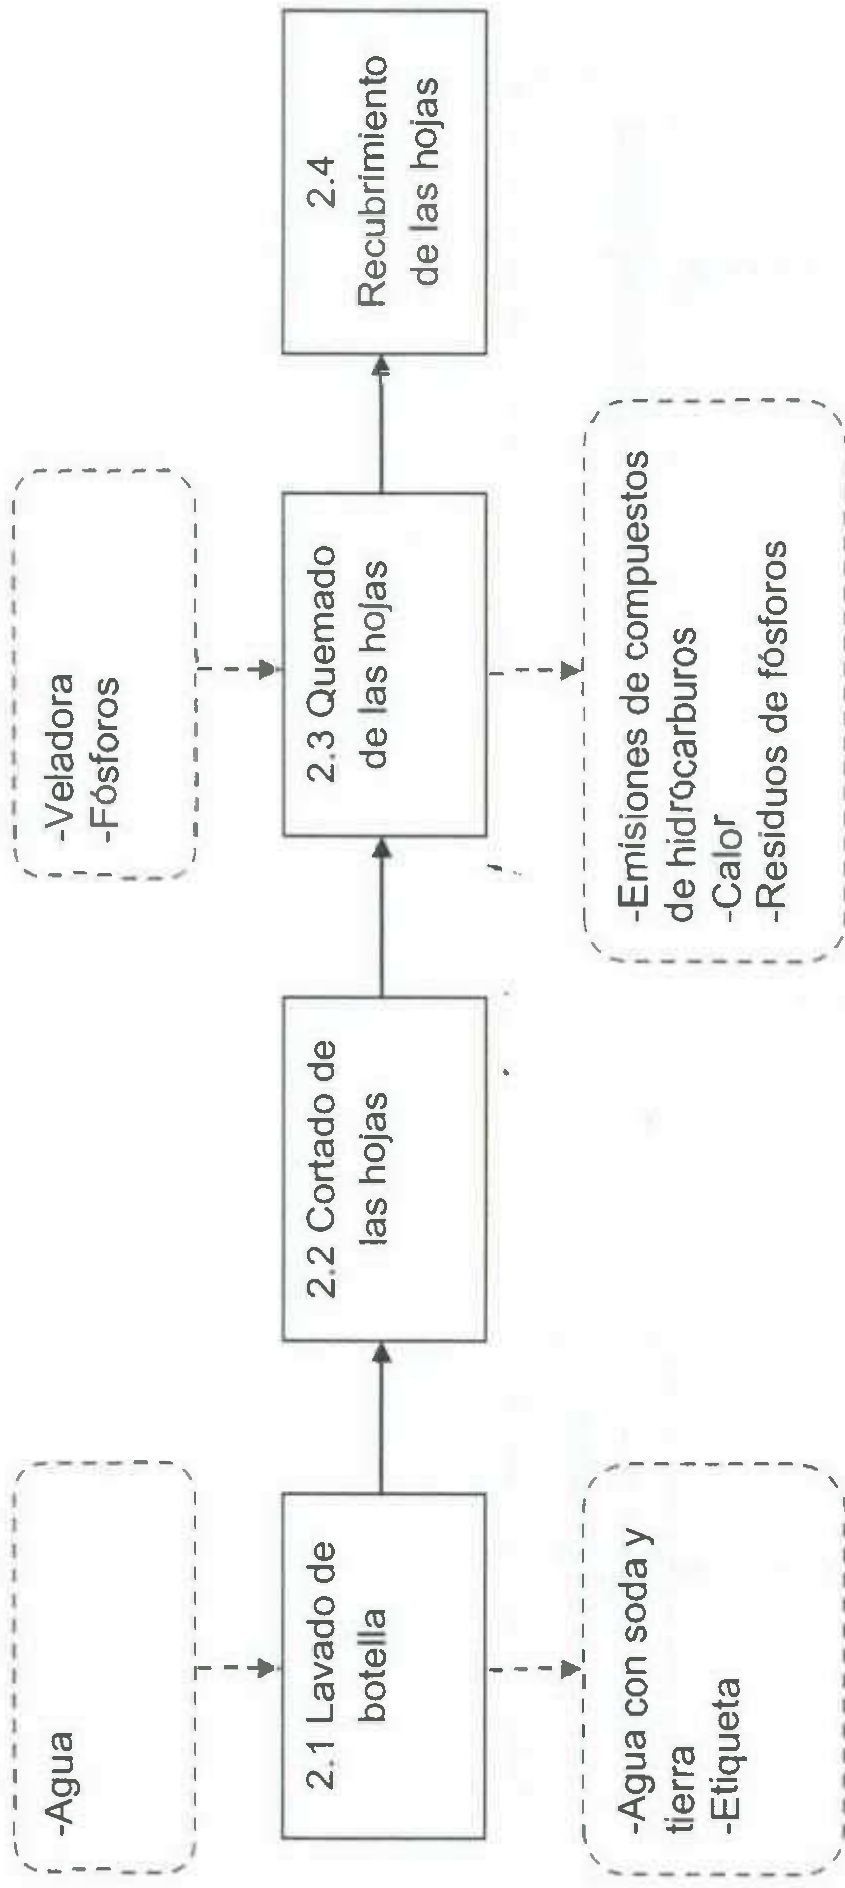 -Agua
-Veladora
-Fósforos
2.1 Lavado de
botella
2.2 Cortado de
las hojas
2.3 Quemado
de las hojas
2.4
Recubrimiento
de las hojas
-Agua con soda y
tierra
-Etiqueta
-Emisiones de compuestos
de hidrocarburos
-Calor
-Residuos de fósforos